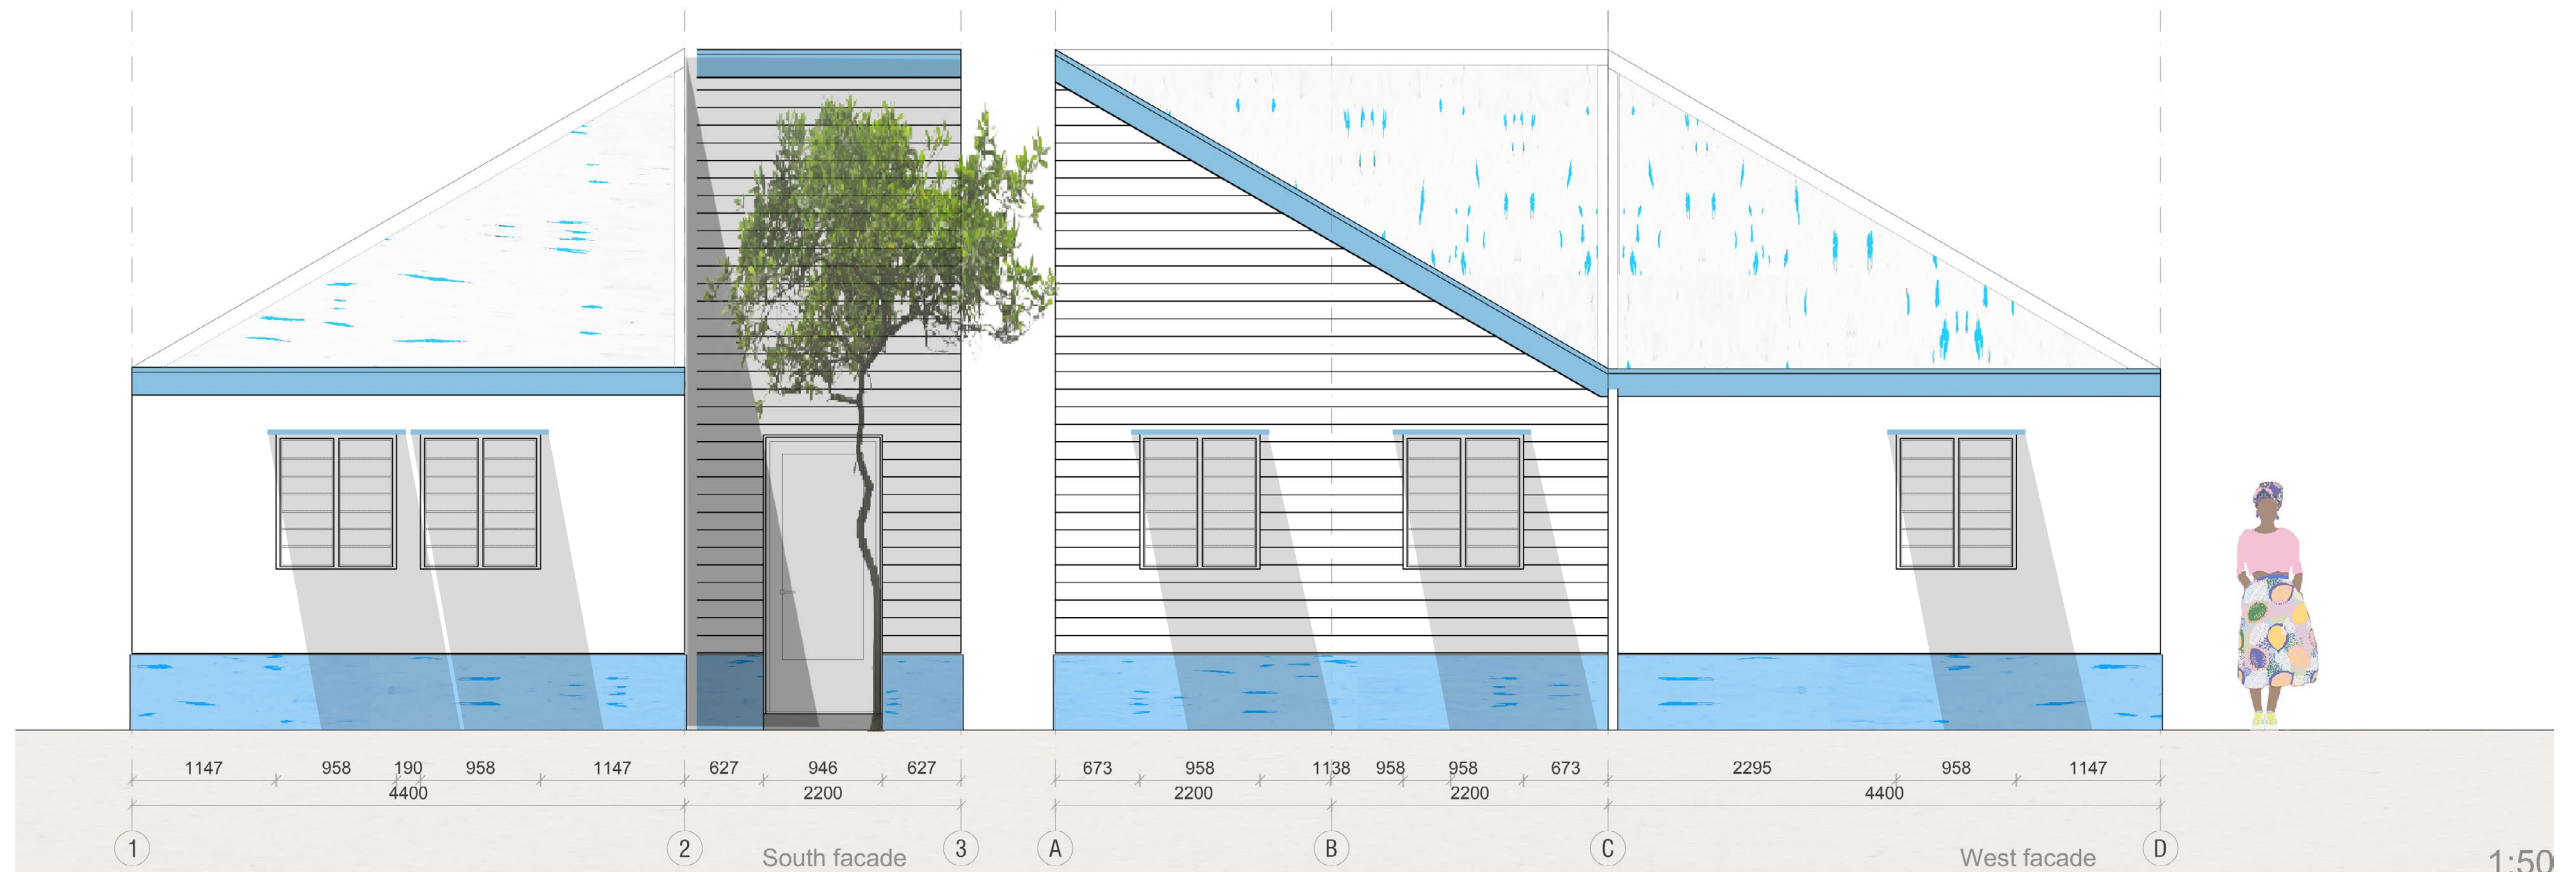 1147 958 190 958 1147 627 946 627 673 958 1138 958 958 673 2295 958 1147
4400 2200 2200 2200 4400
1 2 3 A B C D
South facade West facade 1:50